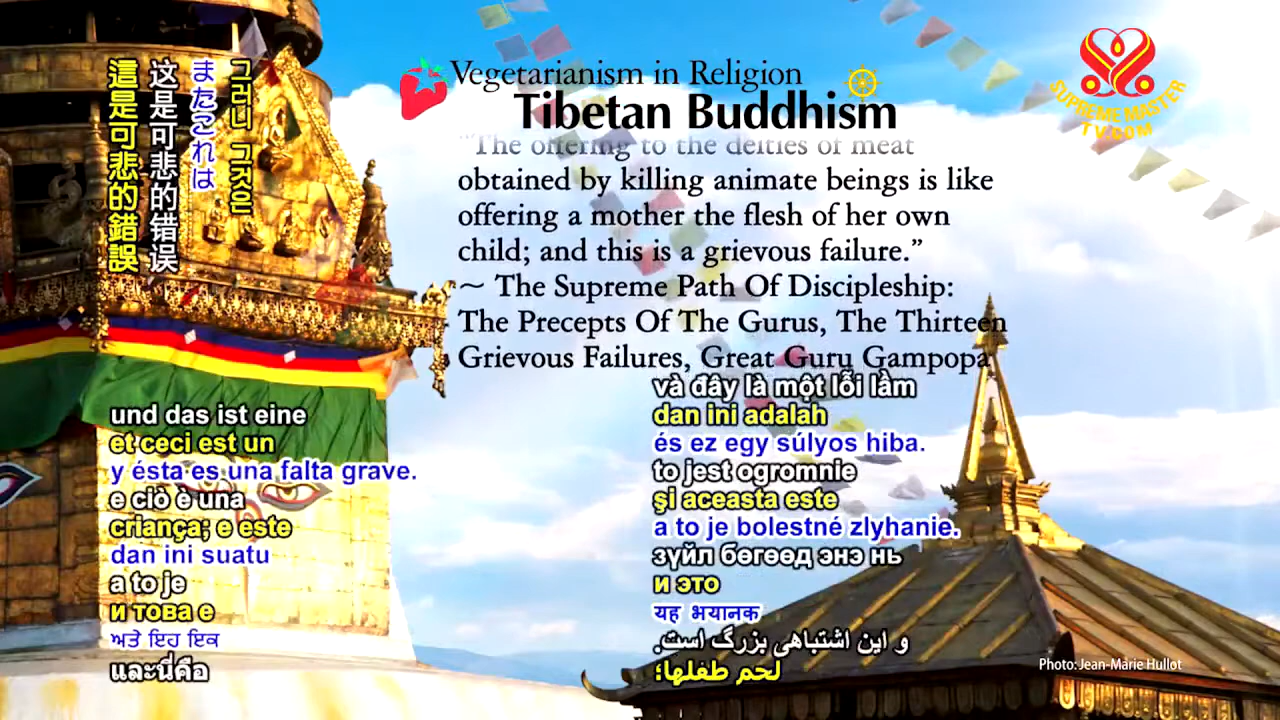 Vegetarianism in Religion
Tibetan Buddhism
SUPREME MASTER
TV.COM
"The offering to the deities of meat
obtained by killing animate beings is like
offering a mother the flesh of her own
child; and this is a grievous failure."
~ The Supreme Path Of Discipleship:
The Precepts Of The Gurus, The Thirteen
Grievous Failures, Great Guru Gampopa
這是可悲的錯誤
这是可悲的错误
またこれは
그러니 그것은
und das ist eine
et ceci est un
y ésta es una falta grave.
e ciò è una
criança; e este
dan ini suatu
a to je
и това е
ਅਤੇ ਇਹ ਇਕ
และนี่คือ
và đây là một lỗi lầm
dan ini adalah
és ez egy súlyos hiba.
to jest ogromnie
şi aceasta este
a to je bolestné zlyhanie.
зүйл бөгөөд энэ нь
и это
यह भयानक
و این اشتباهی بزرگ است.
لحم طفلها؛
Photo: Jean-Marie Hullot